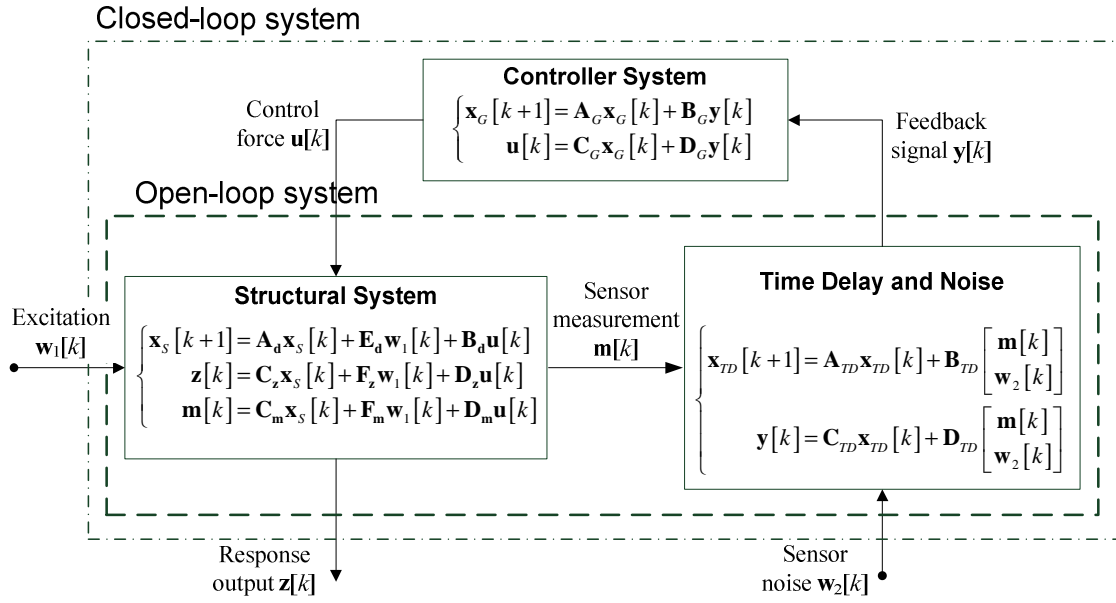 Closed-loop system
Controller System
x_G[k+1] = A_G x_G[k] + B_G y[k]
u[k] = C_G x_G[k] + D_G y[k]
Control
force u[k]
Feedback
signal y[k]
Open-loop system
Structural System
x_S[k+1] = A_d x_S[k] + E_d w_1[k] + B_d u[k]
z[k] = C_z x_S[k] + F_z w_1[k] + D_z u[k]
m[k] = C_m x_S[k] + F_m w_1[k] + D_m u[k]
Excitation
w_1[k]
Sensor
measurement
m[k]
Time Delay and Noise
x_TD[k+1] = A_TD x_TD[k] + B_TD [m[k] w_2[k]]
y[k] = C_TD x_TD[k] + D_TD [m[k] w_2[k]]
Response
output z[k]
Sensor
noise w_2[k]